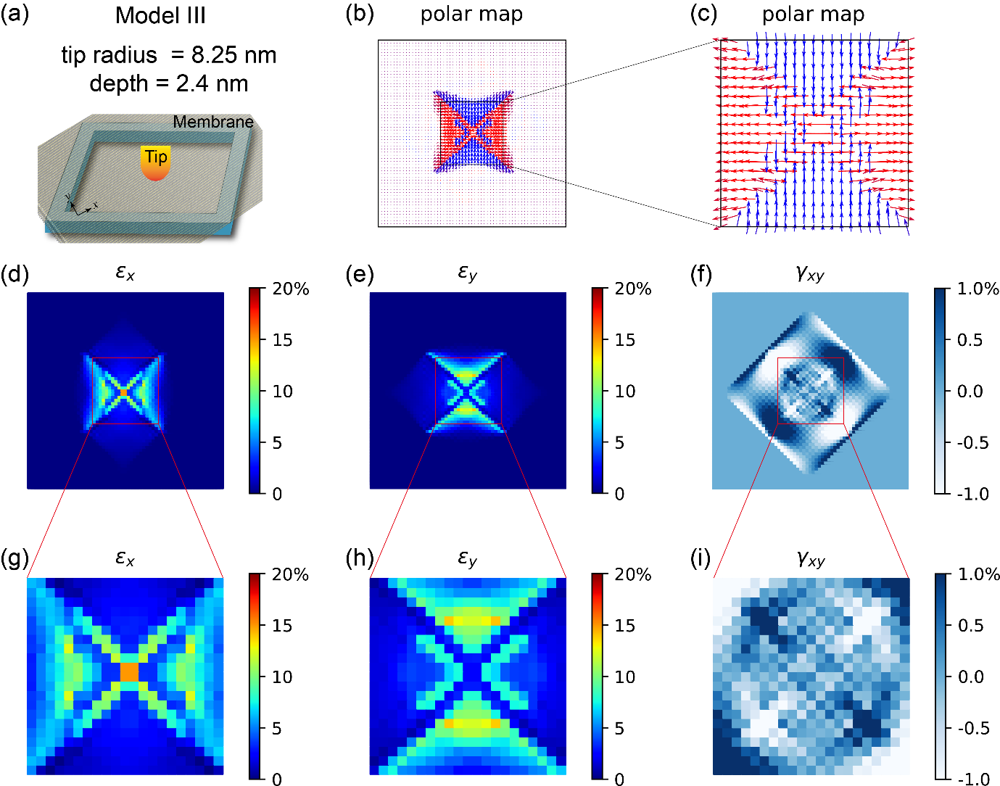 (a) Model III
tip radius = 8.25 nm
depth = 2.4 nm
Membrane
Tip
y
x
(b) polar map
(c) polar map
(d) εx
20%
15
10
5
0
(e) εy
20%
15
10
5
0
(f) γxy
1.0%
0.5
0.0
-0.5
-1.0
(g) εx
20%
15
10
5
0
(h) εy
20%
15
10
5
0
(i) γxy
1.0%
0.5
0.0
-0.5
-1.0